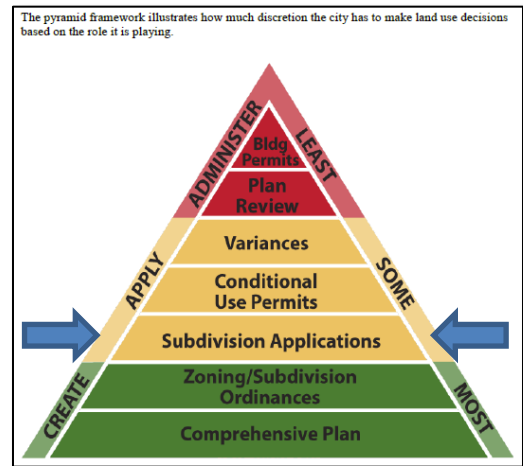 The pyramid framework illustrates how much discretion the city has to make land use decisions
based on the role it is playing.
ADMINISTER
LEAST
Bldg
Permits
Plan
Review
APPLY
SOME
Variances
Conditional
Use Permits
Subdivision Applications
CREATE
MOST
Zoning/Subdivision
Ordinances
Comprehensive Plan